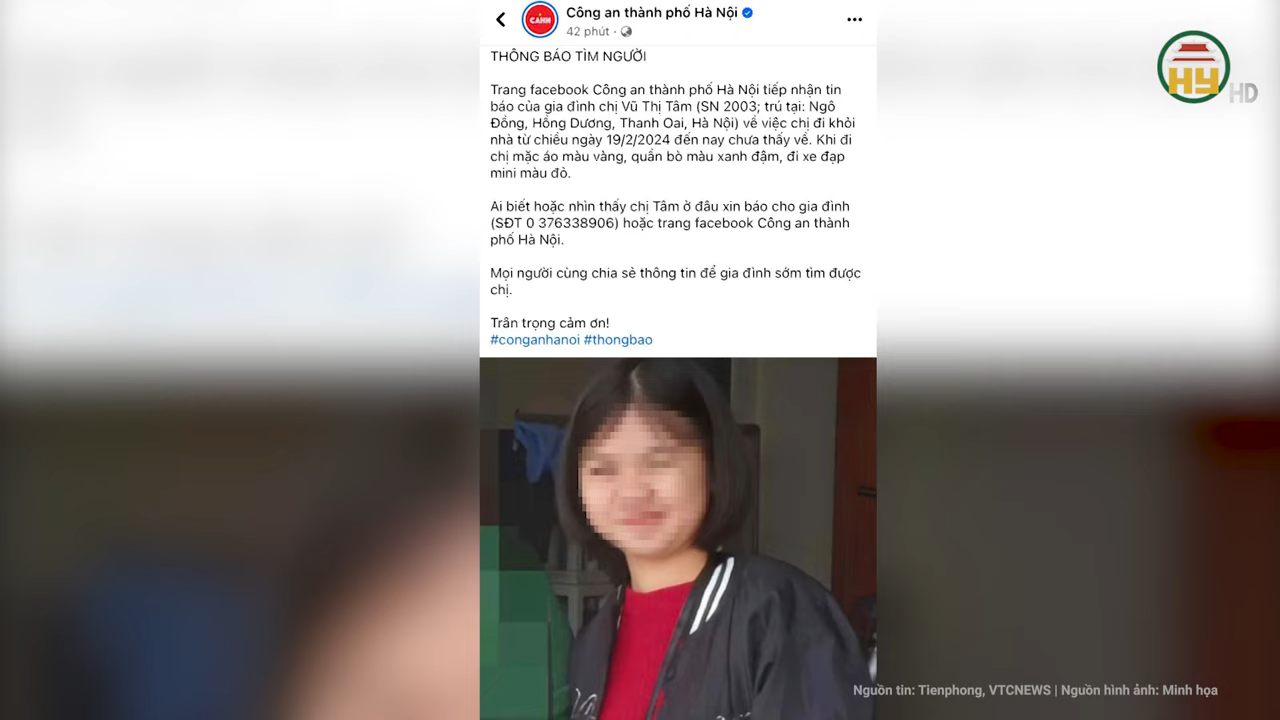 Công an thành phố Hà Nội
CAHN
42 phút ·
THÔNG BÁO TÌM NGƯỜI
Trang facebook Công an thành phố Hà Nội tiếp nhận tin
báo của gia đình chị Vũ Thị Tâm (SN 2003; trú tại: Ngô
Đồng, Hồng Dương, Thanh Oai, Hà Nội) về việc chị đi khỏi
nhà từ chiều ngày 19/2/2024 đến nay chưa thấy về. Khi đi
chị mặc áo màu vàng, quần bò màu xanh đậm, đi xe đạp
mini màu đỏ.
Ai biết hoặc nhìn thấy chị Tâm ở đâu xin báo cho gia đình
(SĐT 0 376338906) hoặc trang facebook Công an thành
phố Hà Nội.
Mọi người cùng chia sẻ thông tin để gia đình sớm tìm được
chị.
Trân trọng cảm ơn!
#conganhanoi #thongbao
HY HD
Nguồn tin: Tienphong, VTCNEWS | Nguồn hình ảnh: Minh họa